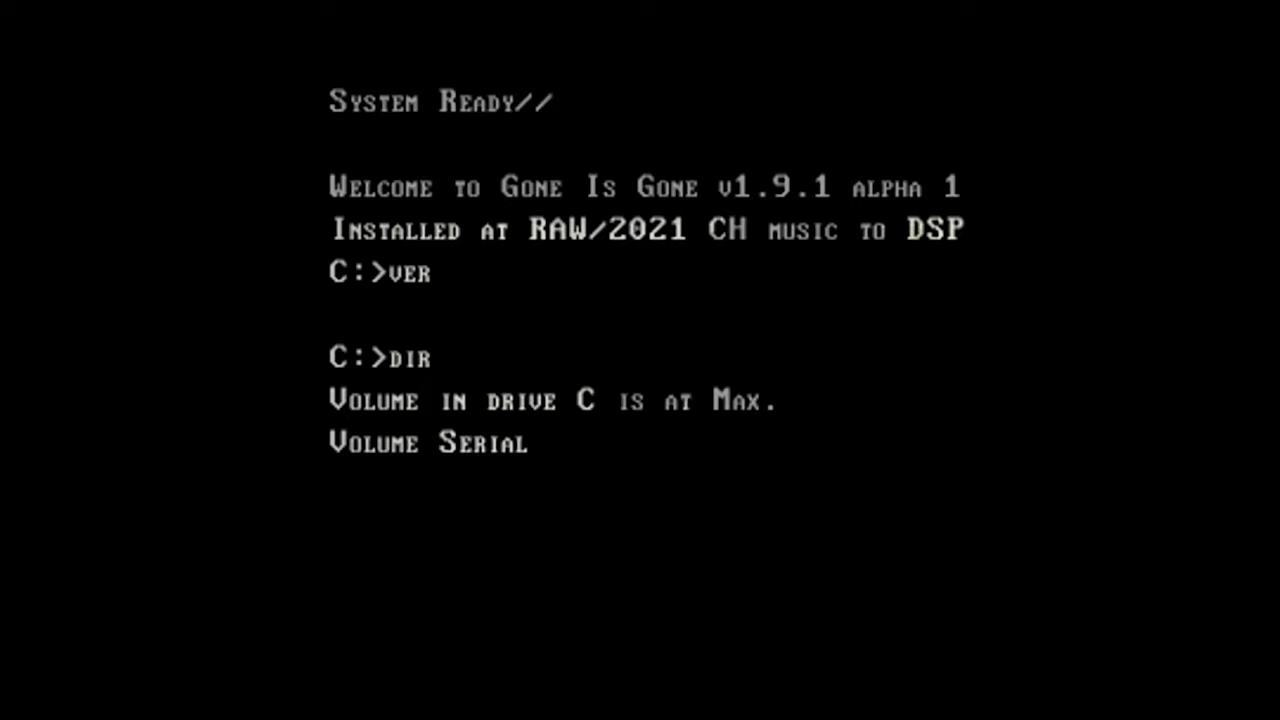 System Ready//
Welcome to Gone Is Gone v1.9.1 alpha 1
Installed at RAW/2021 CH music to DSP
C:>ver
C:>dir
Volume in drive C is at Max.
Volume Serial